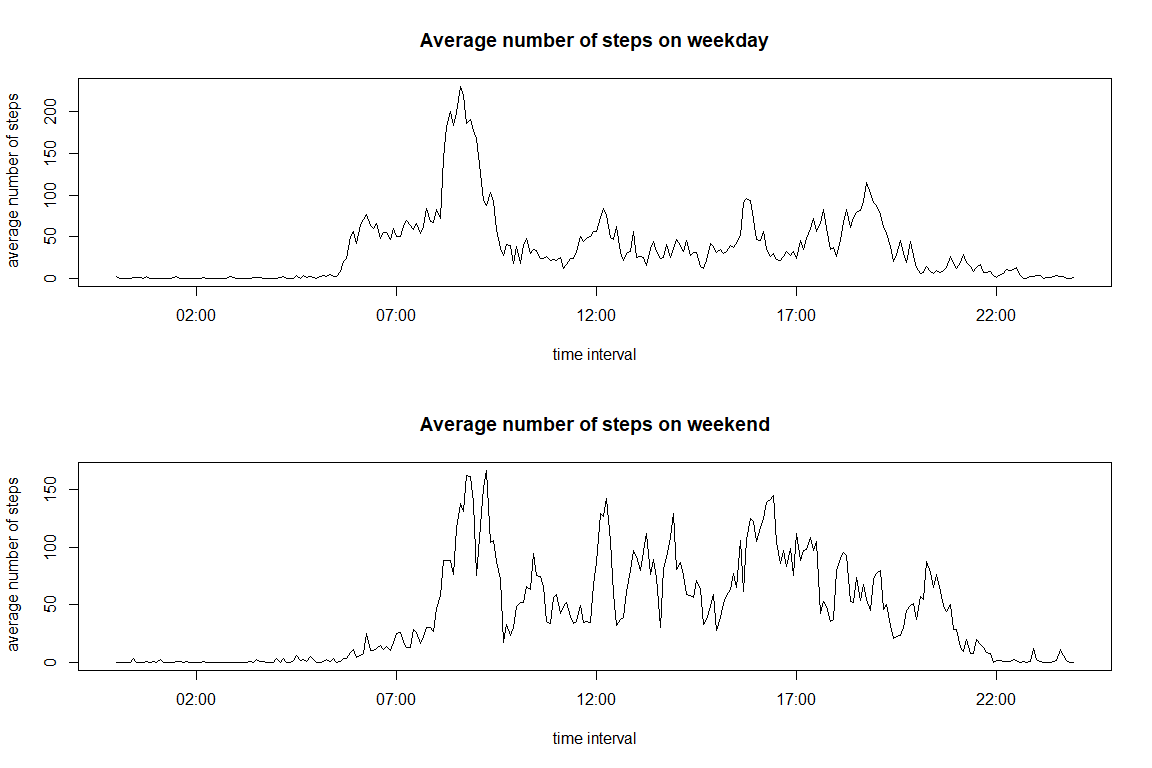 Average number of steps on weekday
average number of steps
200
150
100
50
0
02:00 07:00 12:00 17:00 22:00
time interval
Average number of steps on weekend
average number of steps
150
100
50
0
02:00 07:00 12:00 17:00 22:00
time interval